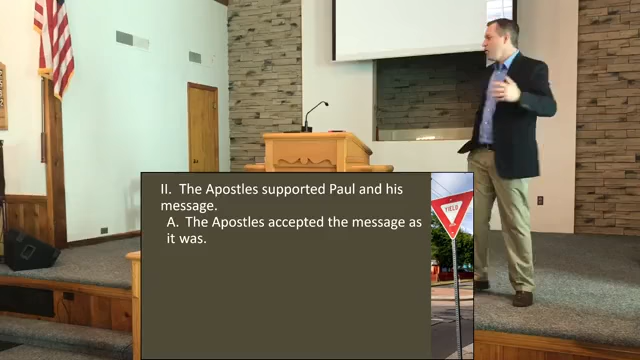 II. The Apostles supported Paul and his
message.
A. The Apostles accepted the message as
it was.
YIELD